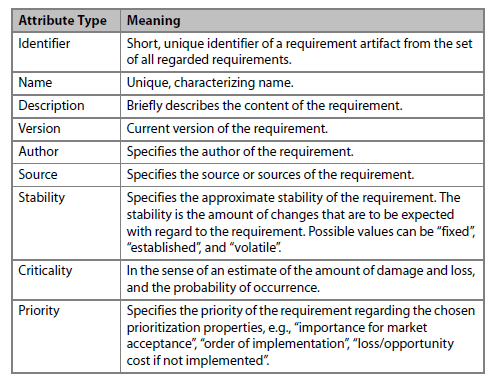 Attribute Type Meaning
Identifier Short, unique identifier of a requirement artifact from the set
of all regarded requirements.
Name Unique, characterizing name.
Description Briefly describes the content of the requirement.
Version Current version of the requirement.
Author Specifies the author of the requirement.
Source Specifies the source or sources of the requirement.
Stability Specifies the approximate stability of the requirement. The
stability is the amount of changes that are to be expected
with regard to the requirement. Possible values can be “fixed”,
“established”, and “volatile”.
Criticality In the sense of an estimate of the amount of damage and loss,
and the probability of occurrence.
Priority Specifies the priority of the requirement regarding the chosen
prioritization properties, e.g., “importance for market
acceptance”, “order of implementation”, “loss/opportunity
cost if not implemented”.